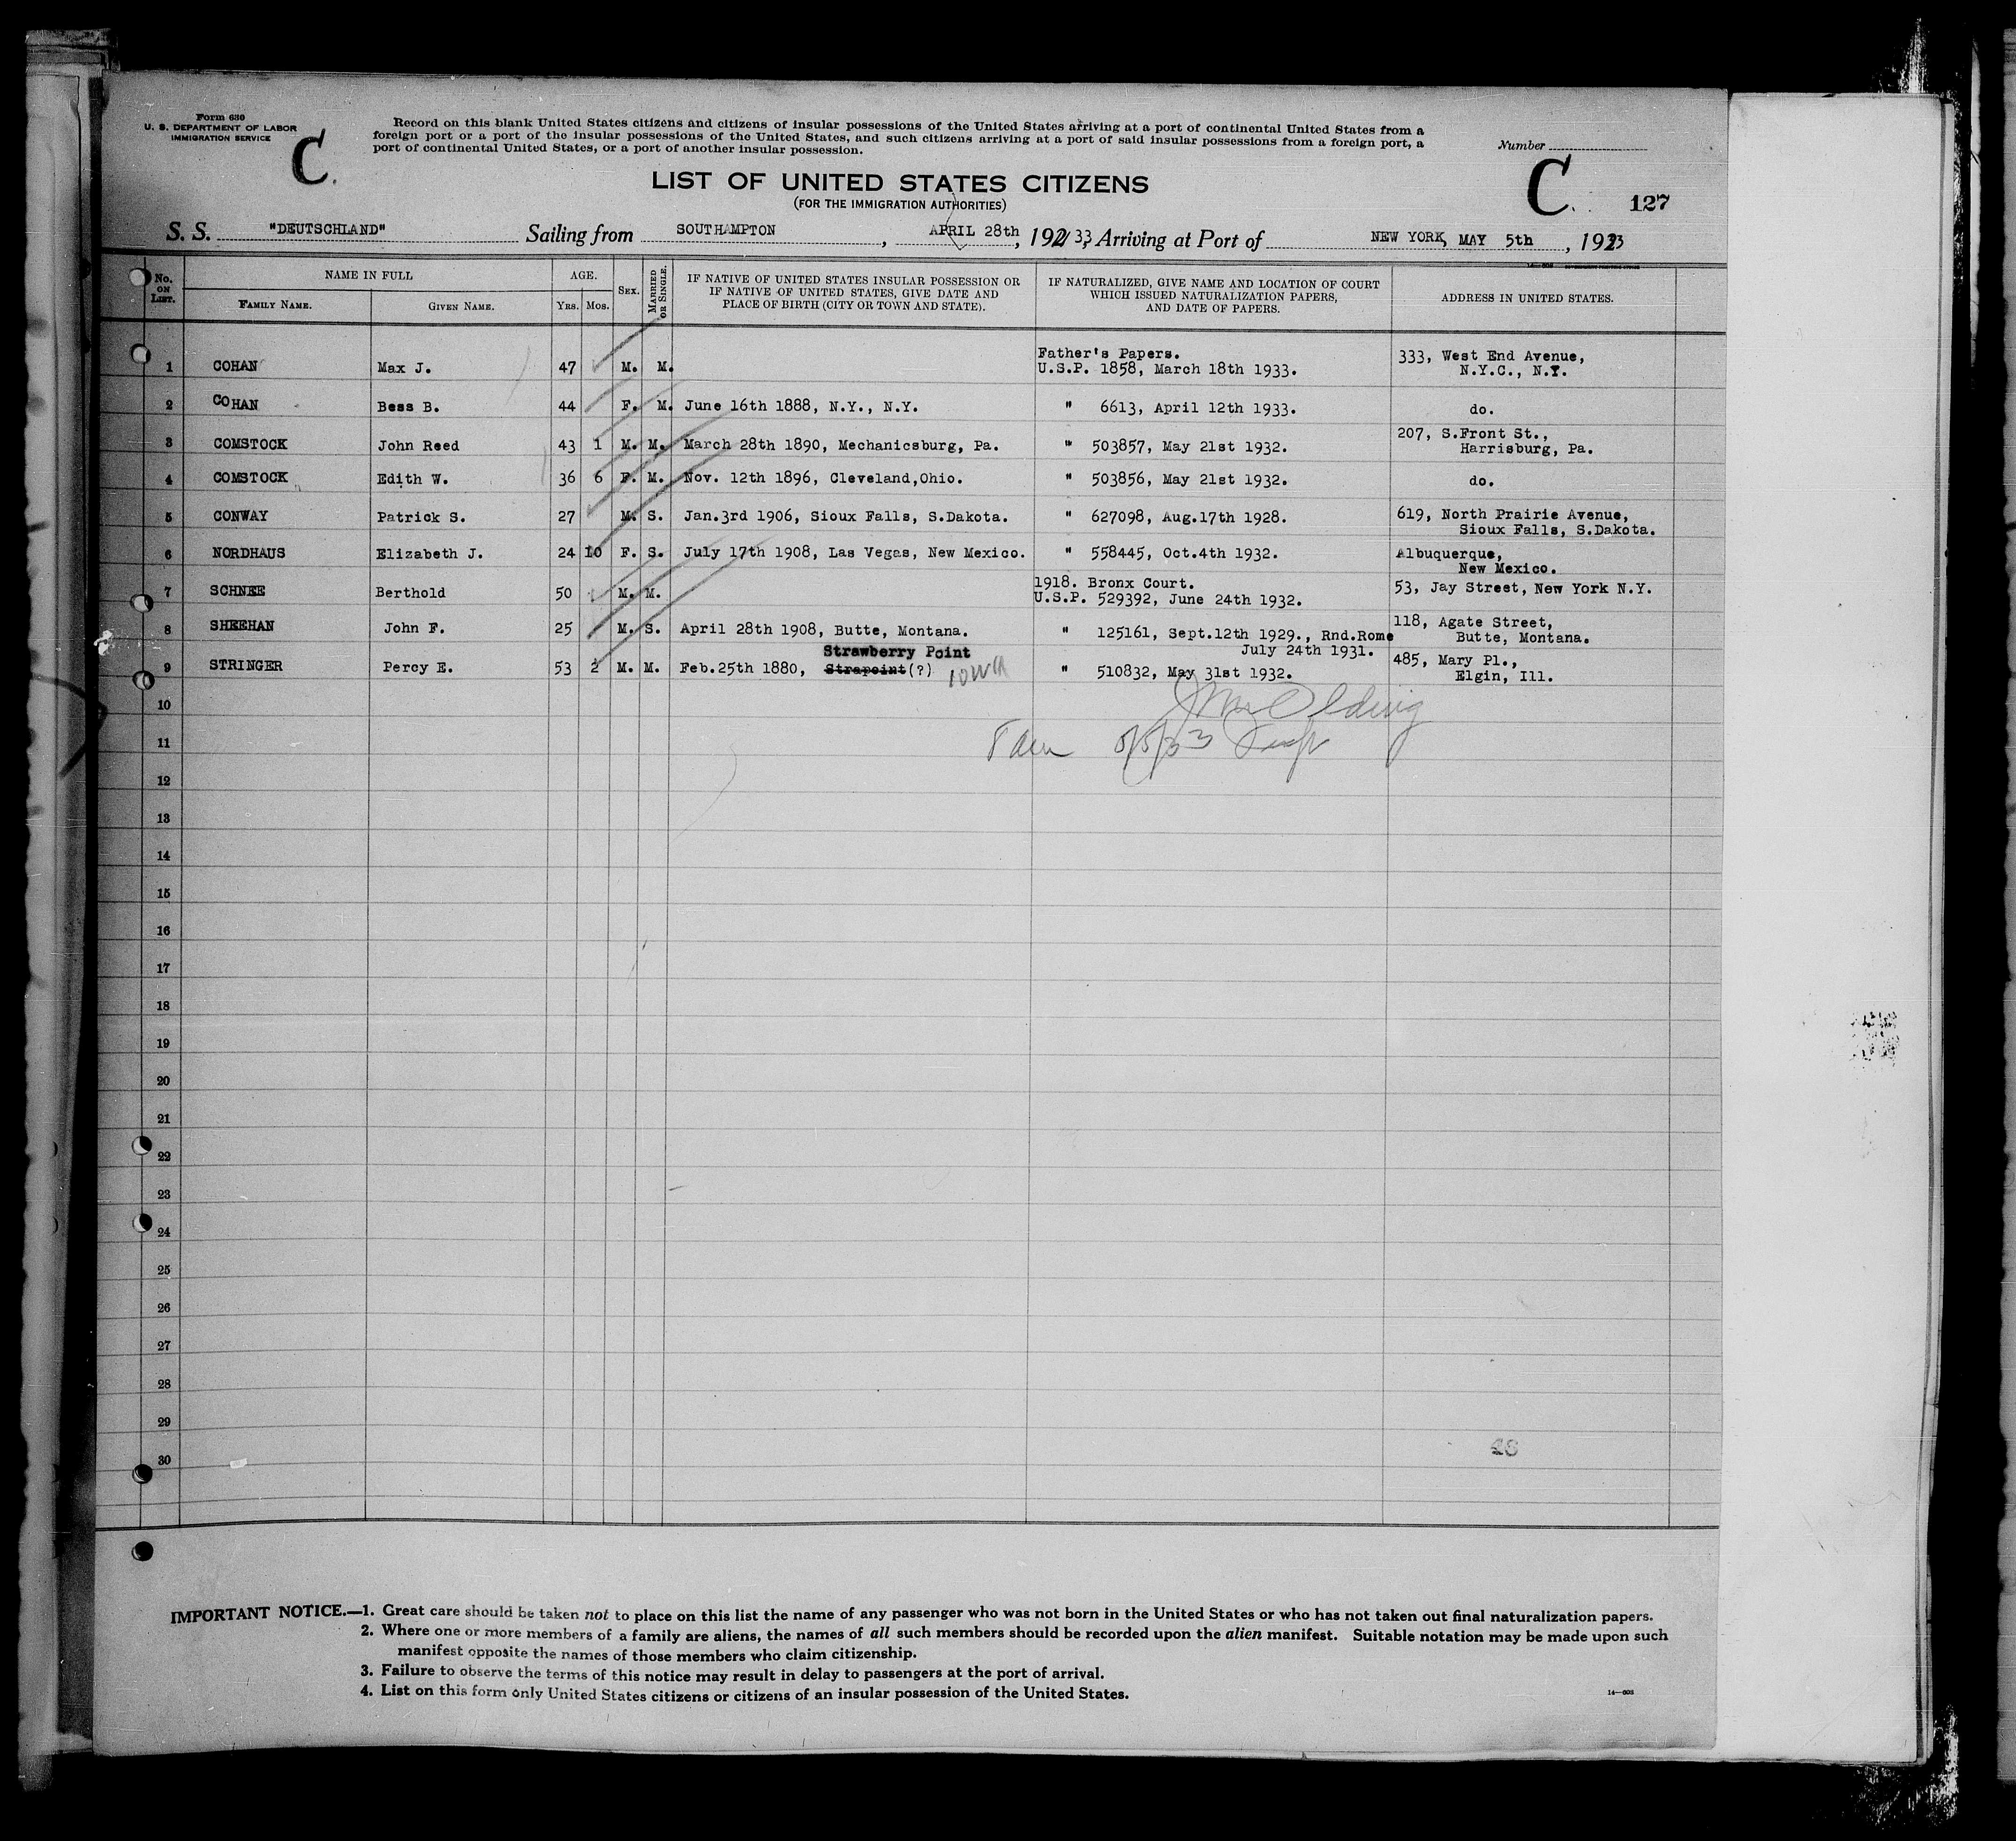 Form 630
U. S. DEPARTMENT OF LABOR
IMMIGRATION SERVICE
C.
Record on this blank United States citizens and citizens of insular possessions of the United States arriving at a port of continental United States from a
foreign port or a port of the insular possessions of the United States, and such citizens arriving at a port of said insular possessions from a foreign port, a
port of continental United States, or a port of another insular possession.
Number
LIST OF UNITED STATES CITIZENS
(FOR THE IMMIGRATION AUTHORITIES)
C. 127
S. S. "DEUTSCHLAND" Sailing from SOUTHAMPTON, APRIL 28th, 1933, Arriving at Port of NEW YORK, MAY 5th, 1933
No. ON LIST. NAME IN FULL AGE. SEX. MARRIED OR SINGLE. IF NATIVE OF UNITED STATES INSULAR POSSESSION OR IF NATIVE OF UNITED STATES, GIVE DATE AND PLACE OF BIRTH (CITY OR TOWN AND STATE). IF NATURALIZED, GIVE NAME AND LOCATION OF COURT WHICH ISSUED NATURALIZATION PAPERS, AND DATE OF PAPERS. ADDRESS IN UNITED STATES.
FAMILY NAME. GIVEN NAME. Yrs. Mos.
Father's Papers.
1 COHAN Max J. 47 M. M. U.S.P. 1858, March 18th 1933. 333, West End Avenue,
N.Y.C., N.Y.
2 COHAN Bess B. 44 F. M. June 16th 1888, N.Y., N.Y. " 6613, April 12th 1933. do.
3 COMSTOCK John Reed 43 1 M. M. March 28th 1890, Mechanicsburg, Pa. " 503857, May 21st 1932. 207, S.Front St.,
Harrisburg, Pa.
4 COMSTOCK Edith W. 36 6 F. M. Nov. 12th 1896, Cleveland,Ohio. " 503856, May 21st 1932. do.
5 CONWAY Patrick S. 27 M. S. Jan.3rd 1906, Sioux Falls, S.Dakota. " 627098, Aug.17th 1928. 619, North Prairie Avenue,
Sioux Falls, S.Dakota.
6 NORDHAUS Elizabeth J. 24 10 F. S. July 17th 1908, Las Vegas, New Mexico. " 558445, Oct.4th 1932. Albuquerque,
New Mexico.
1918. Bronx Court.
7 SCHNEE Berthold 50 M. M. U.S.P. 529392, June 24th 1932. 53, Jay Street, New York N.Y.
8 SHEEHAN John F. 25 M. S. April 28th 1908, Butte, Montana. " 125161, Sept.12th 1929., Rnd.Rome 118, Agate Street,
July 24th 1931. Butte, Montana.
Strawberry Point
9 STRINGER Percy E. 53 2 M. M. Feb.25th 1880, Strapoint(?) IOWA " 510832, May 31st 1932. 485, Mary Pl.,
Elgin, Ill.
10
11 5/5/33
12
13
14
15
16
17
18
19
20
21
22
23
24
25
26
27
28
29
30
IMPORTANT NOTICE.—1. Great care should be taken not to place on this list the name of any passenger who was not born in the United States or who has not taken out final naturalization papers.
2. Where one or more members of a family are aliens, the names of all such members should be recorded upon the alien manifest. Suitable notation may be made upon such
manifest opposite the names of those members who claim citizenship.
3. Failure to observe the terms of this notice may result in delay to passengers at the port of arrival.
4. List on this form only United States citizens or citizens of an insular possession of the United States.